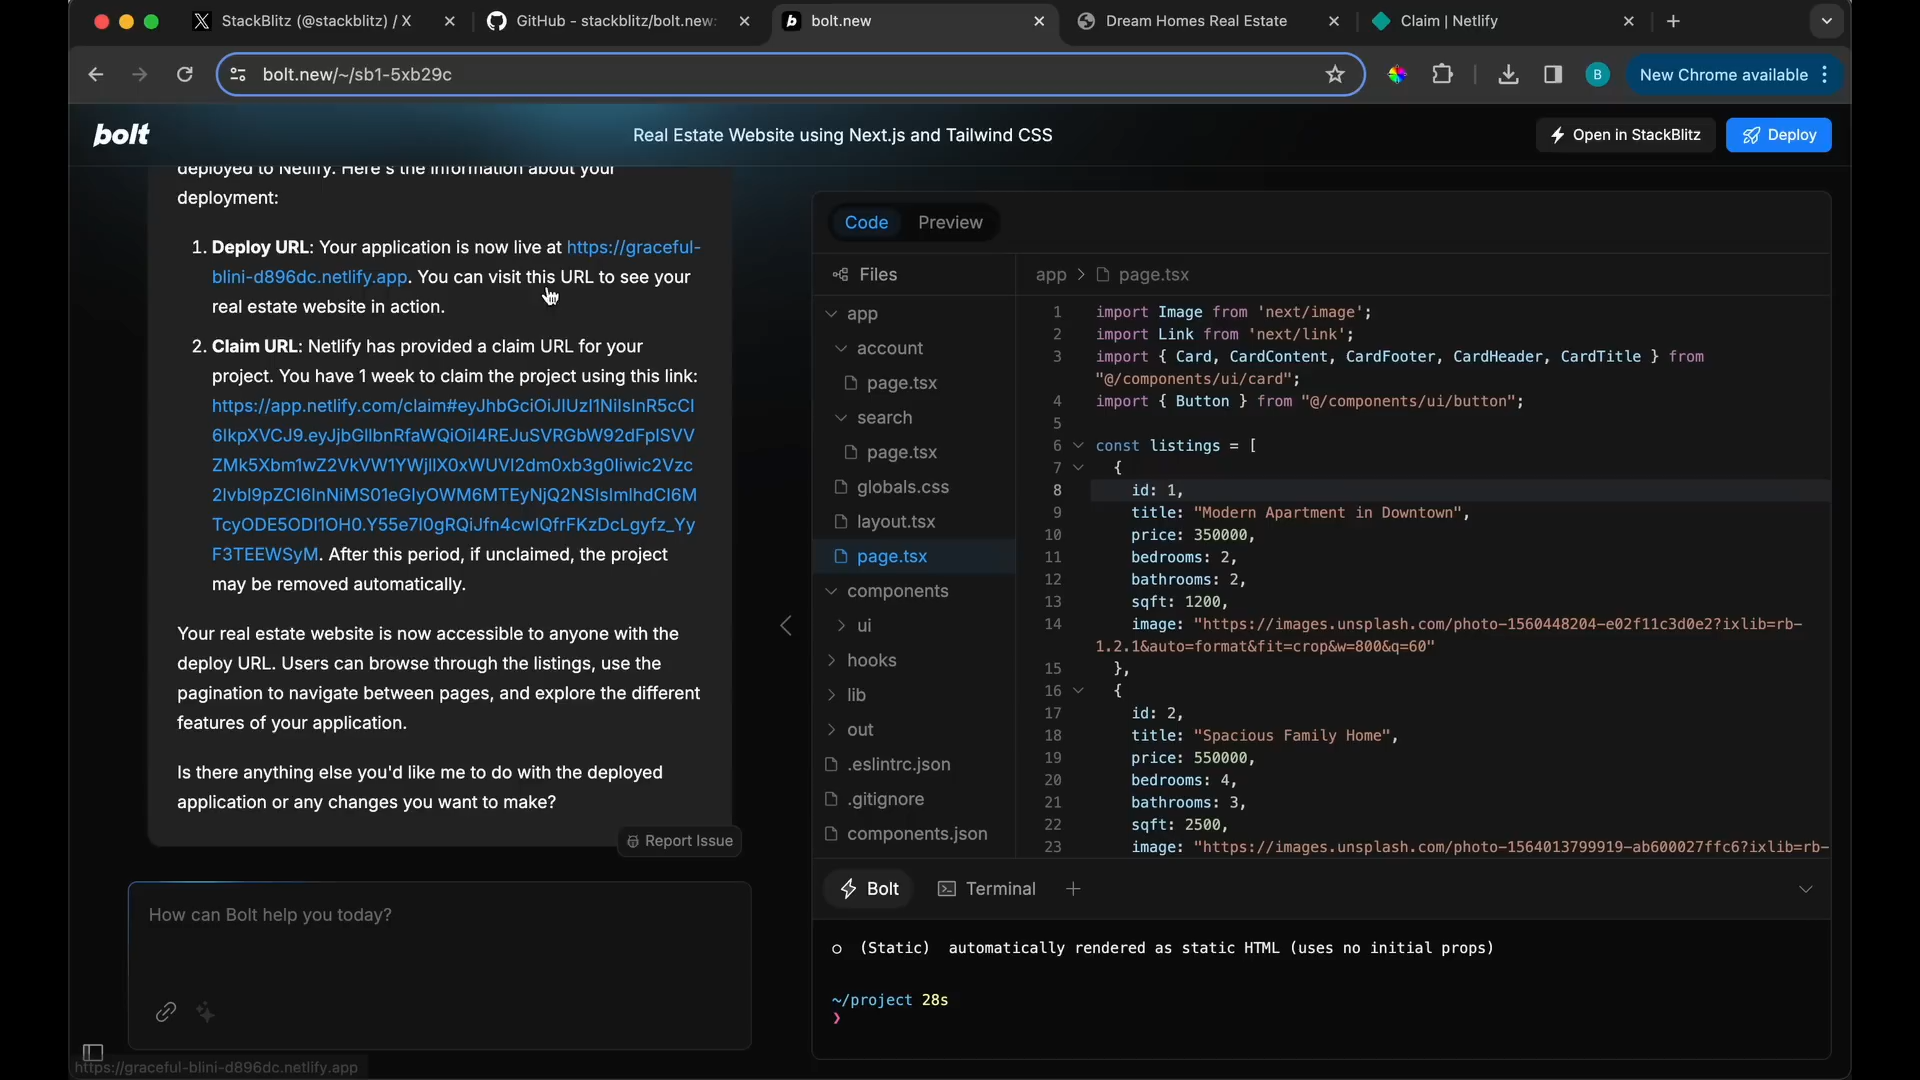 StackBlitz (@stackblitz) / X
GitHub - stackblitz/bolt.new:
bolt.new
Dream Homes Real Estate
Claim | Netlify
bolt.new/~/sb1-5xb29c
B
New Chrome available
bolt
Real Estate Website using Next.js and Tailwind CSS
Open in StackBlitz
Deploy
deployed to Netlify. Here's the information about your
deployment:
1. Deploy URL: Your application is now live at https://graceful-
blini-d896dc.netlify.app. You can visit this URL to see your
real estate website in action.
2. Claim URL: Netlify has provided a claim URL for your
project. You have 1 week to claim the project using this link:
https://app.netlify.com/claim#eyJhbGciOiJIUzI1NiIsInR5cCI
6IkpXVCJ9.eyJjbGllbnRfaWQiOiI4REJuSVRGbW92dFpISVV
ZMk5Xbm1wZ2VkVW1YWjlIX0xWUVI2dm0xb3g0Iiwic2Vzc
2lvbl9pZCI6InNiMS01eGIyOWM6MTEyNjQ2NSIsImlhdCI6M
TcyODE5ODI1OH0.Y55e7I0gRQiJfn4cwIQfrFKzDcLgyfz_Yy
F3TEEWSyM. After this period, if unclaimed, the project
may be removed automatically.
Your real estate website is now accessible to anyone with the
deploy URL. Users can browse through the listings, use the
pagination to navigate between pages, and explore the different
features of your application.
Is there anything else you'd like me to do with the deployed
application or any changes you want to make?
Report Issue
How can Bolt help you today?
https://graceful-blini-d896dc.netlify.app
Code
Preview
Files
app
account
page.tsx
search
page.tsx
globals.css
layout.tsx
page.tsx
components
ui
hooks
lib
out
.eslintrc.json
.gitignore
components.json
app > page.tsx
1 import Image from 'next/image';
2 import Link from 'next/link';
3 import { Card, CardContent, CardFooter, CardHeader, CardTitle } from
"@/components/ui/card";
4 import { Button } from "@/components/ui/button";
5
6 const listings = [
7 {
8 id: 1,
9 title: "Modern Apartment in Downtown",
10 price: 350000,
11 bedrooms: 2,
12 bathrooms: 2,
13 sqft: 1200,
14 image: "https://images.unsplash.com/photo-1560448204-e02f11c3d0e2?ixlib=rb-
1.2.1&auto=format&fit=crop&w=800&q=60"
15 },
16 {
17 id: 2,
18 title: "Spacious Family Home",
19 price: 550000,
20 bedrooms: 4,
21 bathrooms: 3,
22 sqft: 2500,
23 image: "https://images.unsplash.com/photo-1564013799919-ab600027ffc6?ixlib=rb-
Bolt
Terminal
○ (Static) automatically rendered as static HTML (uses no initial props)
~/project 28s
❯